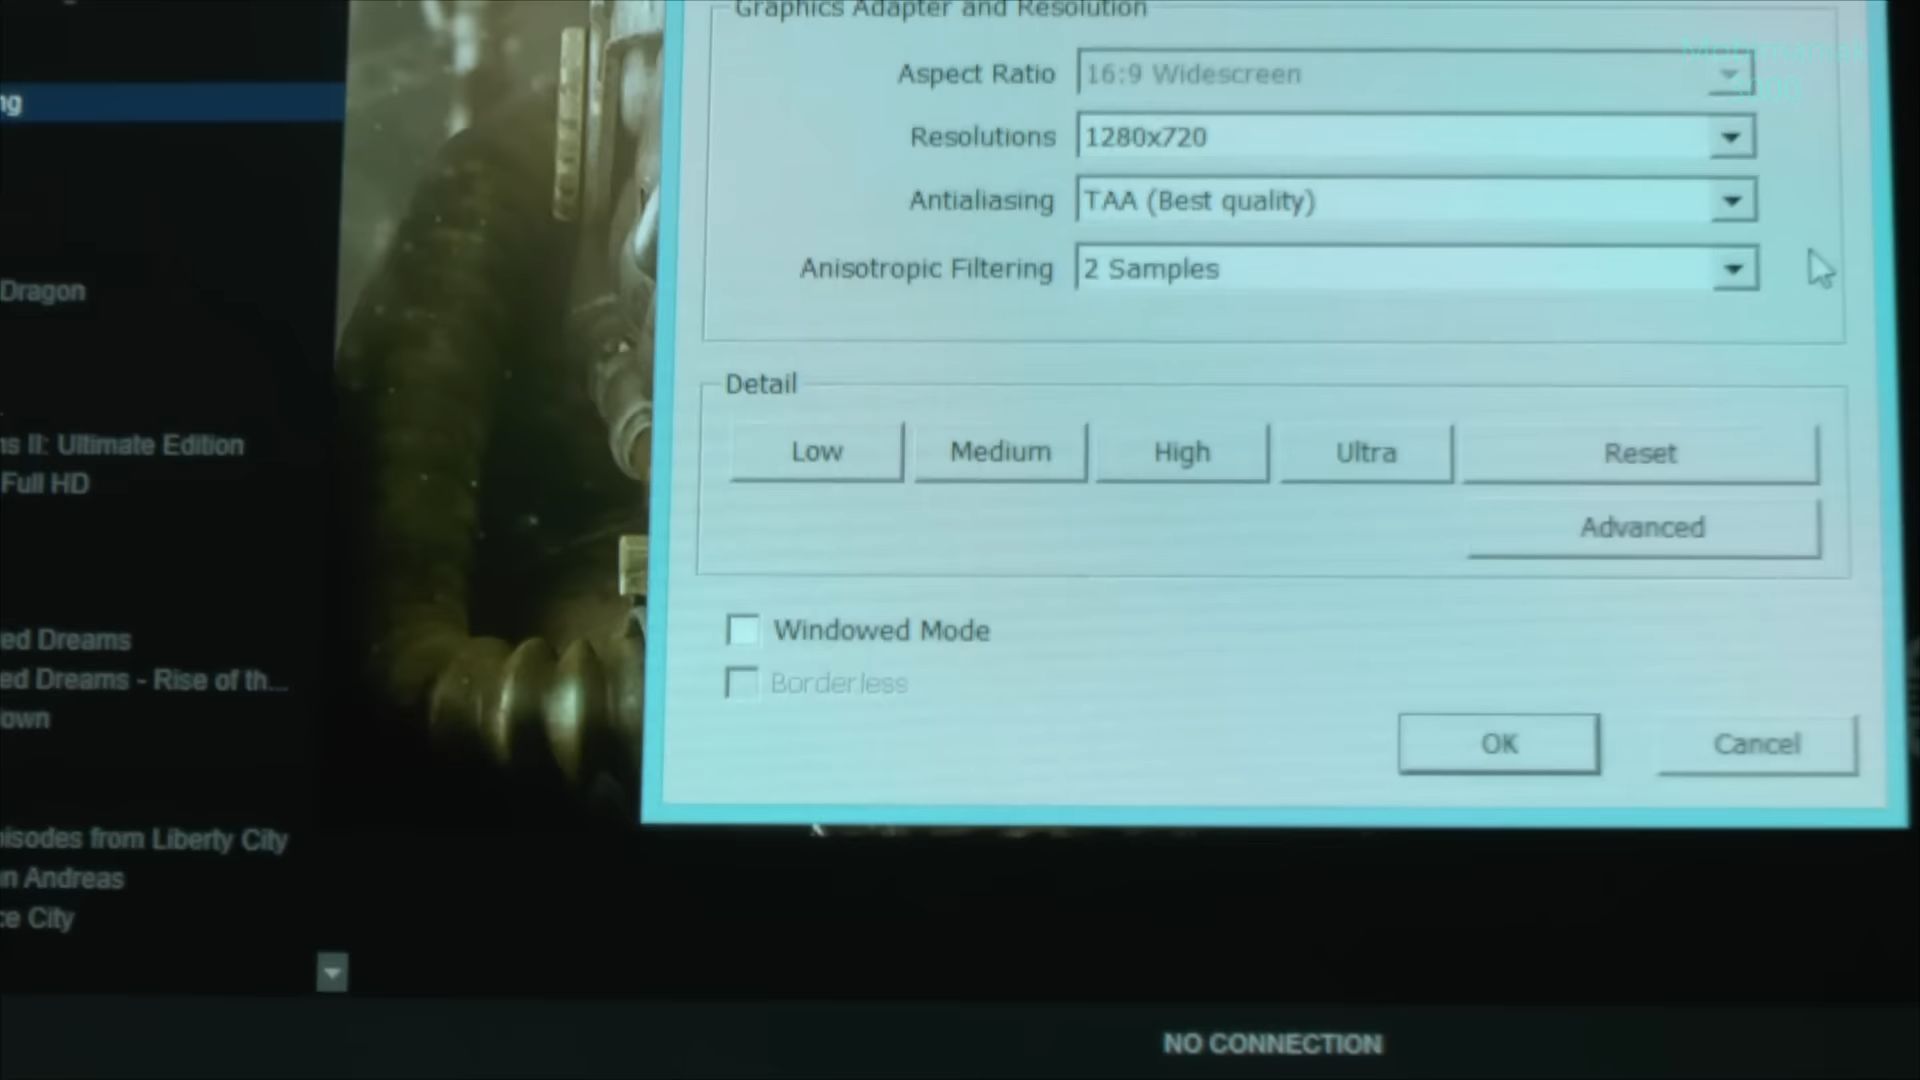 ng
Dragon
ns II: Ultimate Edition
Full HD
ed Dreams
ed Dreams - Rise of th...
own
isodes from Liberty City
n Andreas
ce City
Graphics Adapter and Resolution
Aspect Ratio 16:9 Widescreen
Resolutions 1280x720
Antialiasing TAA (Best quality)
Anisotropic Filtering 2 Samples
Detail
Low Medium High Ultra Reset
Advanced
Windowed Mode
Borderless
OK Cancel
NO CONNECTION